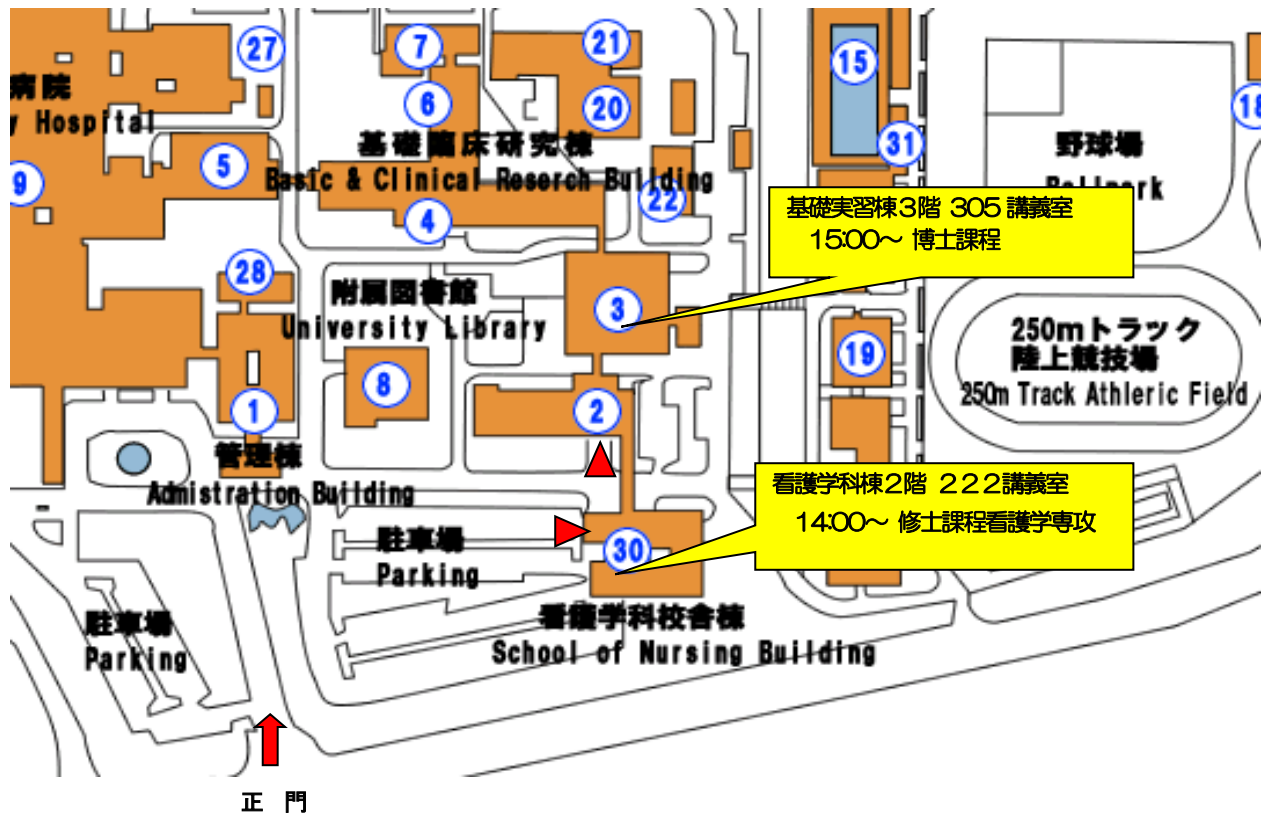 27
7
21
15
病院
y Hospital
6
20
18
31
基礎臨床研究棟
Basic & Clinical Reserch Building
野球場
Ballpark
5
9
22
4
基礎実習棟3階 305 講義室
15:00～ 博士課程
28
附属図書館
University Library
3
250mトラック
陸上競技場
250m Track Athleric Field
19
8
1
2
管理棟
Admistration Building
看護学科棟2階 222講義室
14:00～ 修士課程看護学専攻
駐車場
Parking
30
駐車場
Parking
看護学科校舎棟
School of Nursing Building
正 門